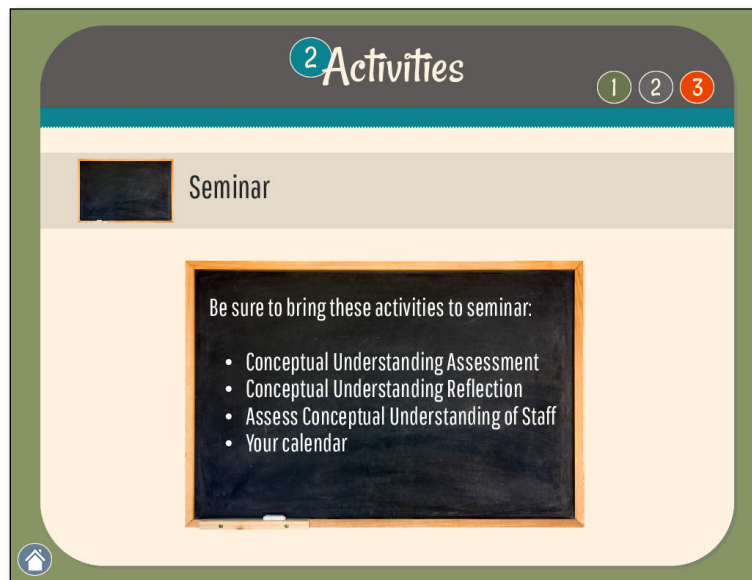 2 Activities
1 2 3
Seminar
Be sure to bring these activities to seminar:
• Conceptual Understanding Assessment
• Conceptual Understanding Reflection
• Assess Conceptual Understanding of Staff
• Your calendar